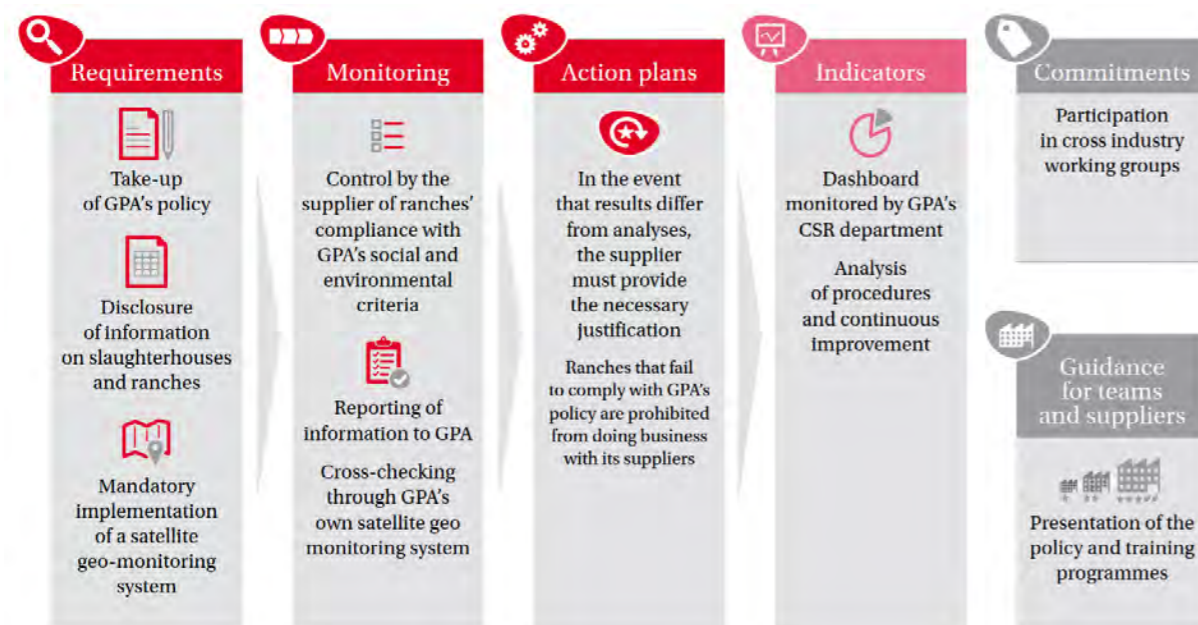 Requirements
Take-up
of GPA's policy
Disclosure
of information
on slaughterhouses
and ranches
Mandatory
implementation
of a satellite
geo-monitoring
system
Monitoring
Control by the
supplier of ranches'
compliance with
GPA's social and
environmental
criteria
Reporting of
information to GPA
Cross-checking
through GPA's
own satellite geo
monitoring system
Action plans
In the event
that results differ
from analyses,
the supplier
must provide
the necessary
justification
Ranches that fail
to comply with GPA's
policy are prohibited
from doing business
with its suppliers
Indicators
Dashboard
monitored by GPA's
CSR department
Analysis
of procedures
and continuous
improvement
Commitments
Participation
in cross industry
working groups
Guidance
for teams
and suppliers
Presentation of the
policy and training
programmes